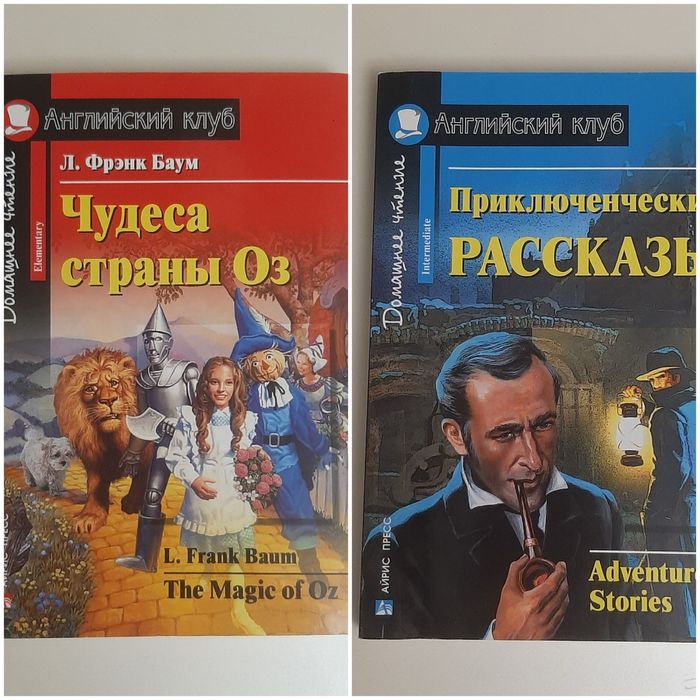 Английский клуб
Домашнее чтение
Elementary
Л. Фрэнк Баум
Чудеса
страны Оз
L. Frank Baum
The Magic of Oz
Английский клуб
Домашнее чтение
Intermediate
Приключенчески
РАССКАЗЫ
АЙРИС ПРЕСС
Adventure
Stories